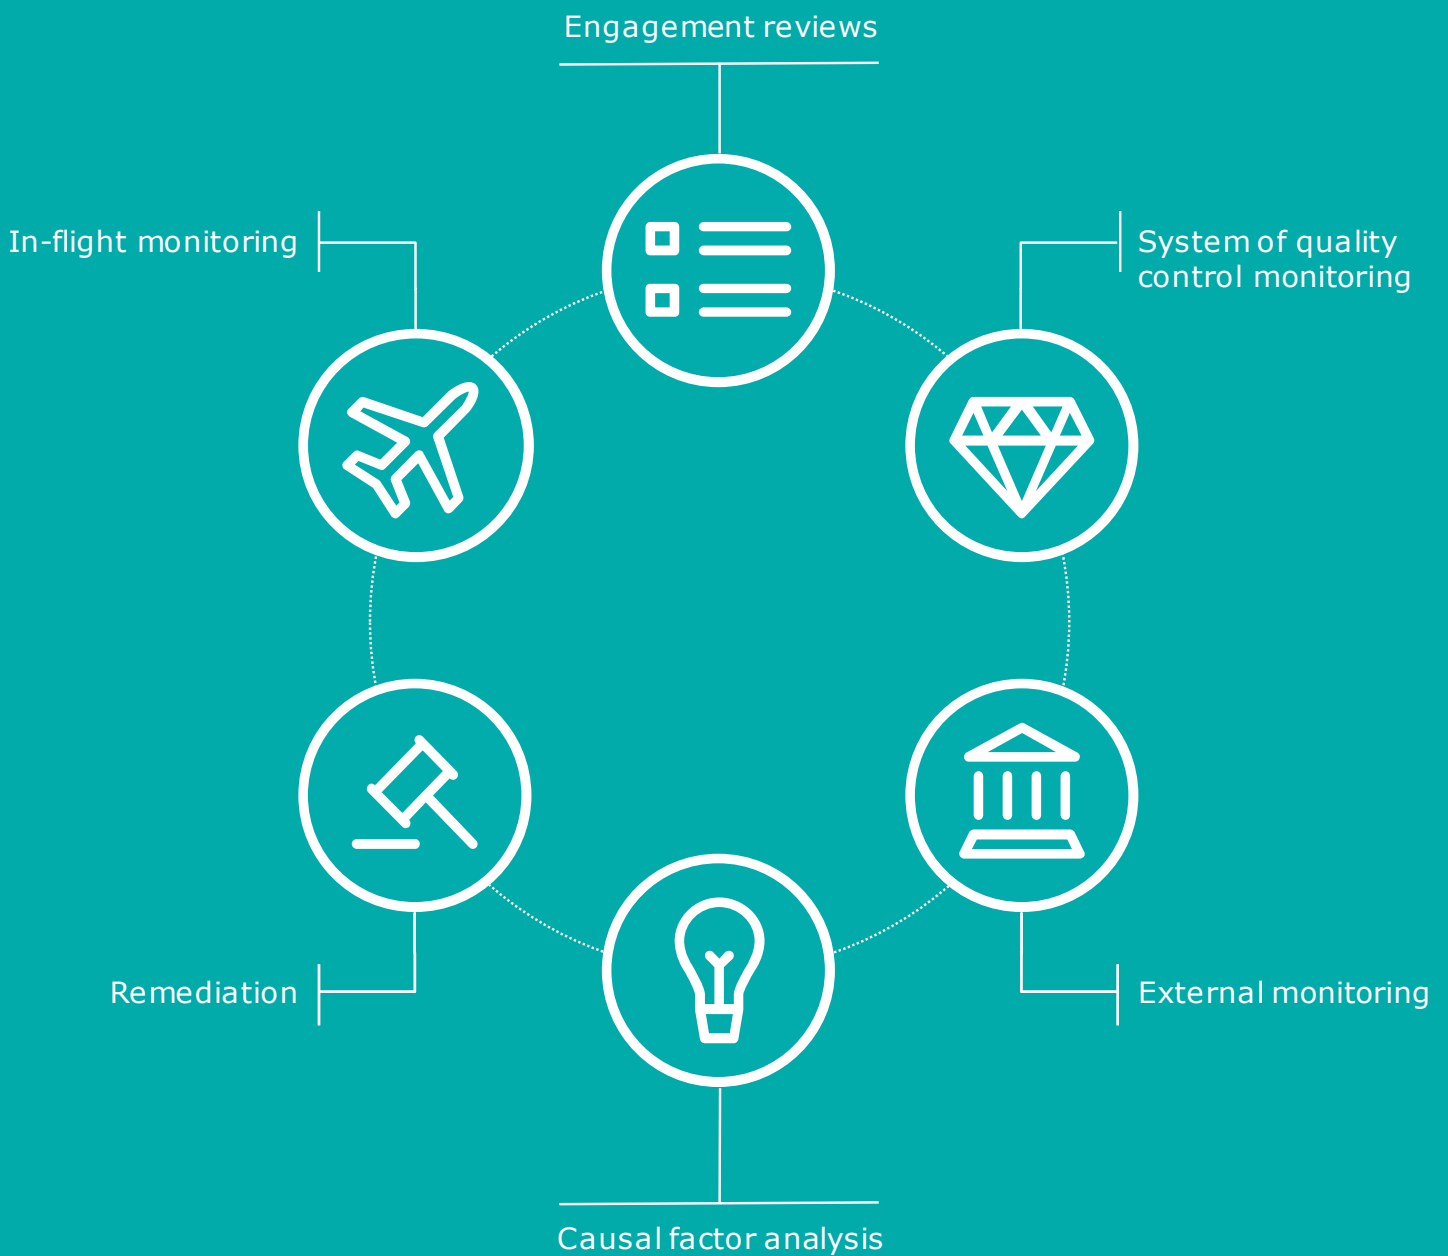 Engagement reviews
In-flight monitoring
System of quality
control monitoring
Remediation
External monitoring
Causal factor analysis